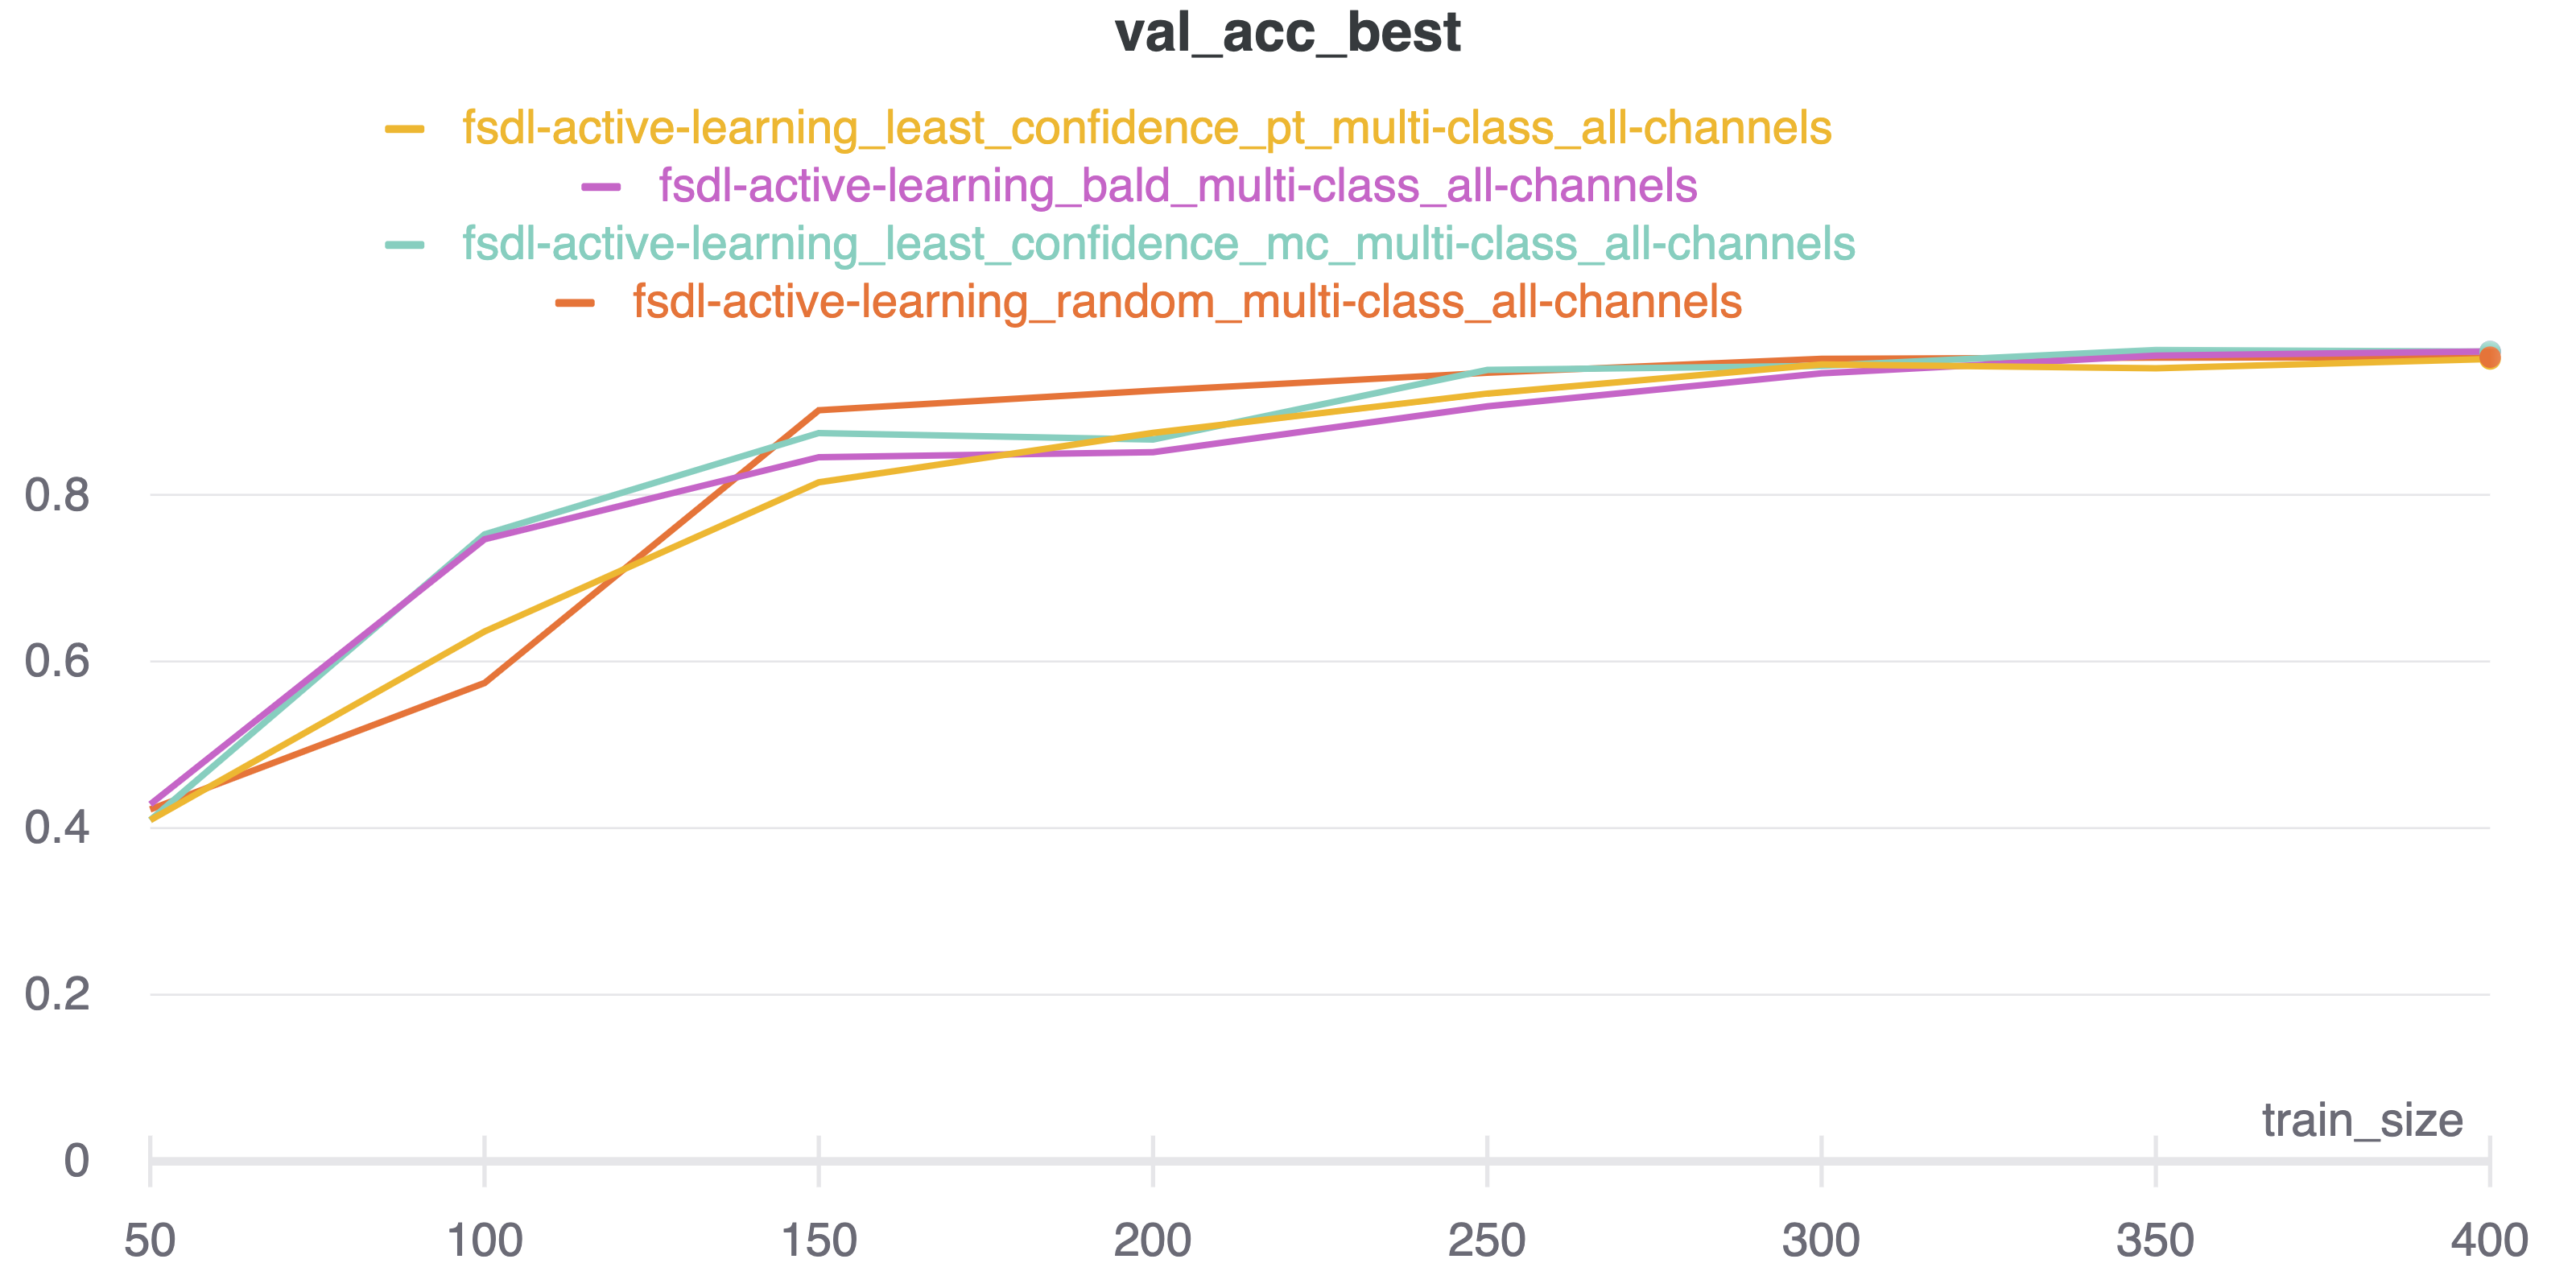 val_acc_best
fsdl-active-learning_least_confidence_pt_multi-class_all-channels
fsdl-active-learning_bald_multi-class_all-channels
fsdl-active-learning_least_confidence_mc_multi-class_all-channels
fsdl-active-learning_random_multi-class_all-channels
0.8
0.6
0.4
0.2
train_size
0
50 100 150 200 250 300 350 400